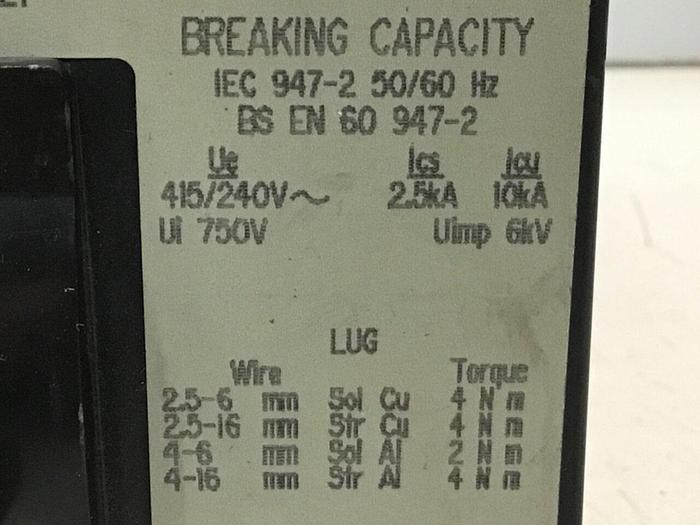 BREAKING CAPACITY
IEC 947-2 50/60 Hz
BS EN 60 947-2
Ue Ics Icu
415/240V～ 2.5kA 10kA
Ui 750V Uimp 6kV
LUG
Wire Torque
2.5-6 mm Sol Cu 4 N m
2.5-16 mm Str Cu 4 N m
4-6 mm Sol Al 2 N m
4-16 mm Str Al 4 N m